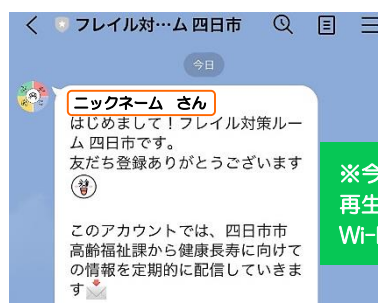 フレイル対…ム 四日市
今日
ニックネーム　さん
はじめまして！フレイル対策ルー
ム 四日市です。
友だち登録ありがとうございます
このアカウントでは、四日市市
高齢福祉課から健康長寿に向けて
の情報を定期的に配信していきま
す
※今
再生
Wi-